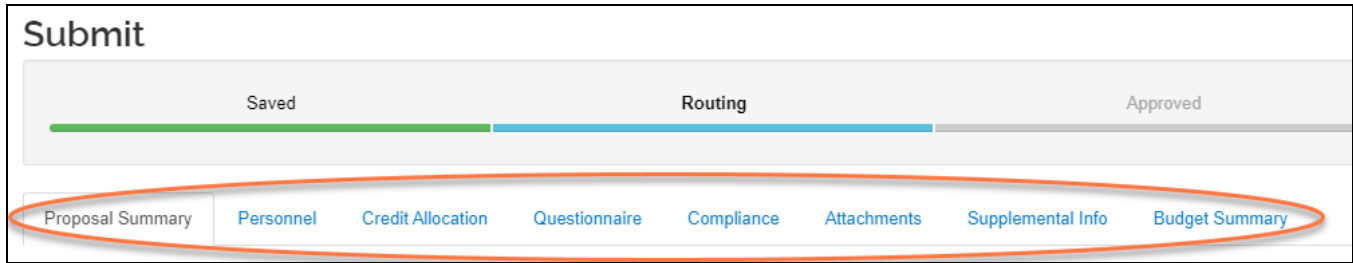 Submit
Saved Routing Approved
Proposal Summary Personnel Credit Allocation Questionnaire Compliance Attachments Supplemental Info Budget Summary